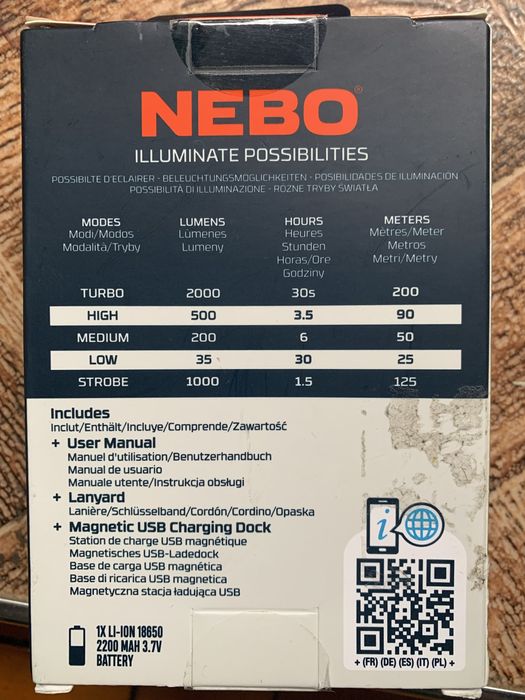 NEBO®
ILLUMINATE POSSIBILITIES
POSSIBILTE D'ECLAIRER - BELEUCHTUNGSMOGLICHKEITEN - POSIBILIDADES DE ILUMINACIÓN
POSSIBILITÀ DI ILLUMINAZIONE - RÓŻNE TRYBY ŚWIATŁA
MODES LUMENS HOURS METERS
Modi/Modos Lúmenes Heures Mètres/Meter
Modalità/Tryby Lumeny Stunden Metros
Horas/Ore Metri/Metry
Godziny
TURBO 2000 30s 200
HIGH 500 3.5 90
MEDIUM 200 6 50
LOW 35 30 25
STROBE 1000 1.5 125
Includes
Inclut/Enthält/Incluye/Comprende/Zawartość
+ User Manual
Manuel d'utilisation/Benutzerhandbuch
Manual de usuario
Manuale utente/Instrukcja obsługi
+ Lanyard
Lanière/Schlüsselband/Cordón/Cordino/Opaska
+ Magnetic USB Charging Dock
Station de charge USB magnétique
Magnetisches USB-Ladedock
Base de carga USB magnética
Base di ricarica USB magnetica
Magnetyczna stacja ładująca USB
1X LI-ION 18650
2200 MAH 3.7V
BATTERY
i
+ (FR) (DE) (ES) (IT) (PL) +